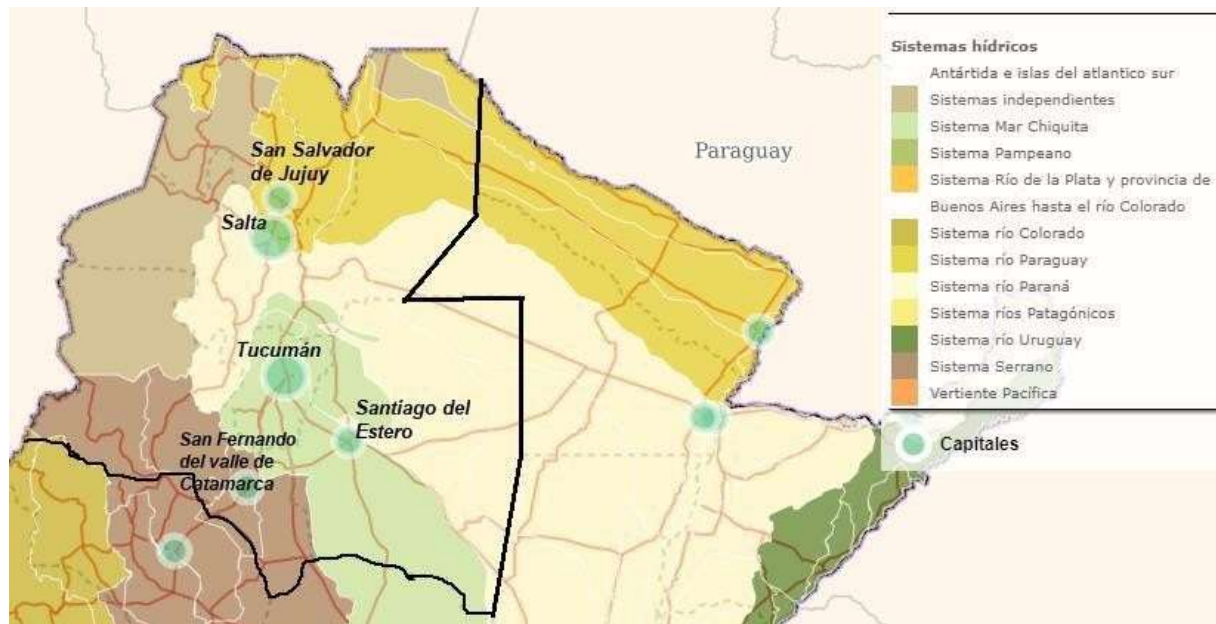 San Salvador
de Jujuy
Salta
Tucumán
Santiago del
Estero
San Fernando
del valle de
Catamarca
Paraguay
Sistemas hídricos
Antártida e islas del atlantico sur
Sistemas independientes
Sistema Mar Chiquita
Sistema Pampeano
Sistema Río de la Plata y provincia de
Buenos Aires hasta el río Colorado
Sistema río Colorado
Sistema río Paraguay
Sistema río Paraná
Sistema ríos Patagónicos
Sistema río Uruguay
Sistema Serrano
Vertiente Pacífica
Capitales